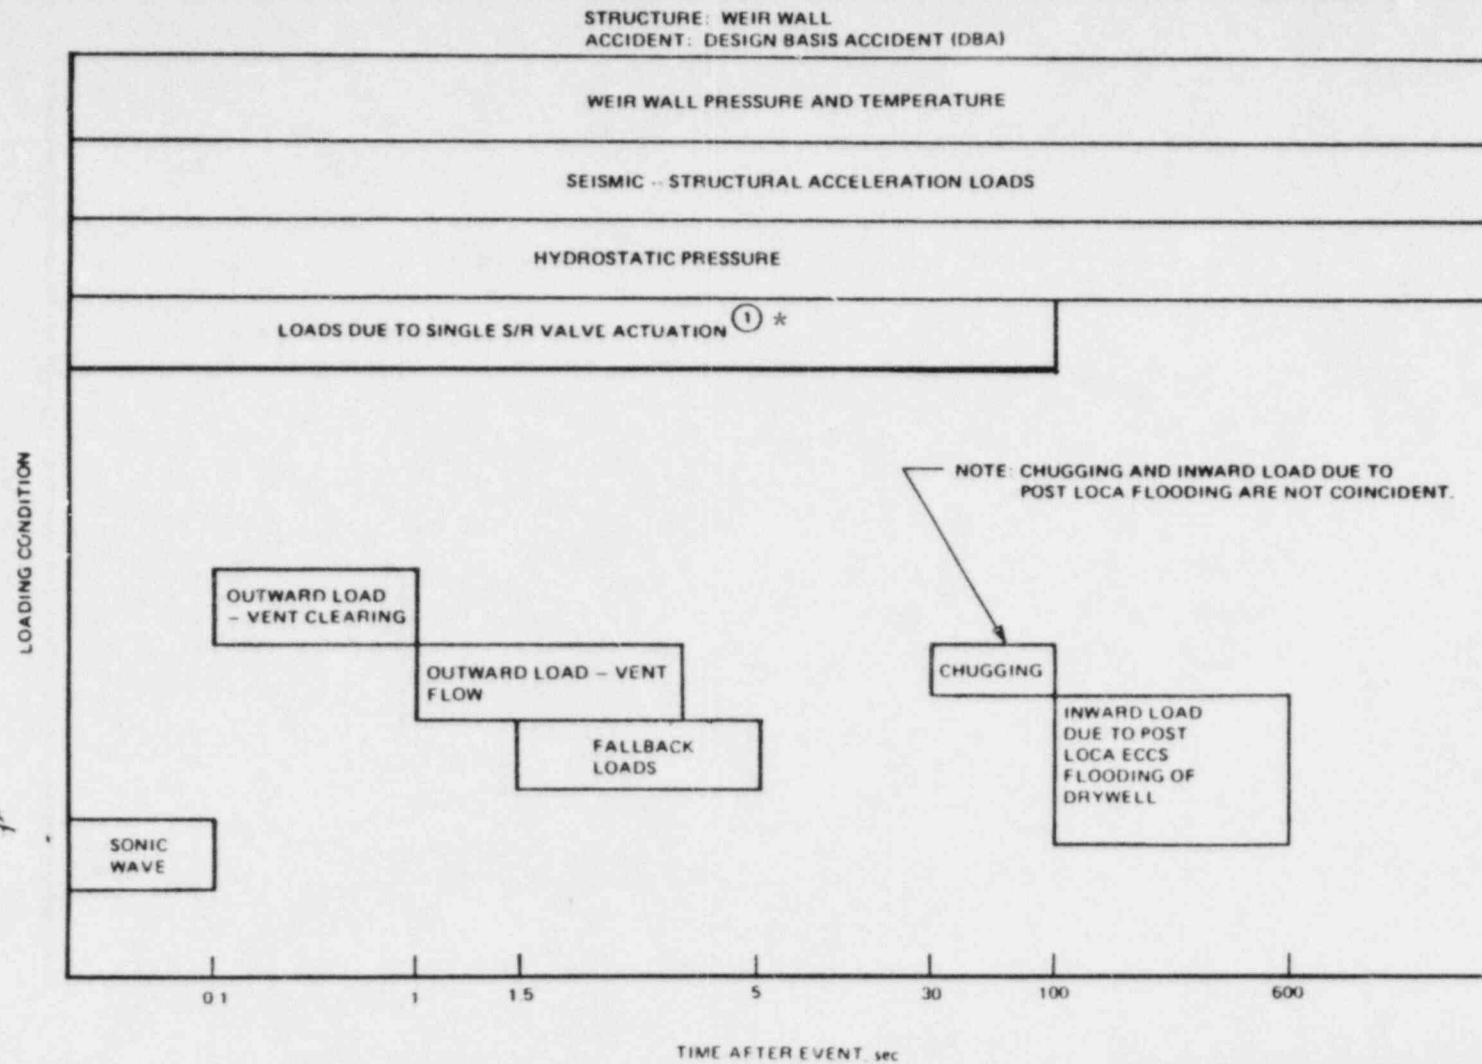 STRUCTURE: WEIR WALL
ACCIDENT: DESIGN BASIS ACCIDENT (DBA)
WEIR WALL PRESSURE AND TEMPERATURE
SEISMIC - STRUCTURAL ACCELERATION LOADS
HYDROSTATIC PRESSURE
LOADS DUE TO SINGLE S/R VALVE ACTUATION ① *
LOADING CONDITION
NOTE: CHUGGING AND INWARD LOAD DUE TO
POST LOCA FLOODING ARE NOT COINCIDENT.
OUTWARD LOAD
– VENT CLEARING
OUTWARD LOAD – VENT
FLOW
FALLBACK
LOADS
CHUGGING
INWARD LOAD
DUE TO POST
LOCA ECCS
FLOODING OF
DRYWELL
SONIC
WAVE
0.1 1 1.5 5 30 100 600
TIME AFTER EVENT, sec